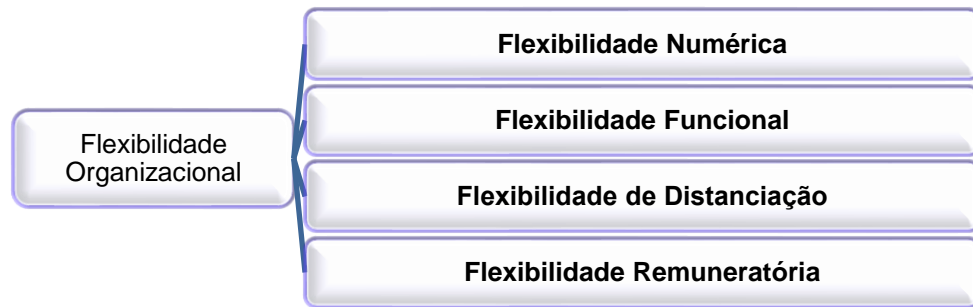 Flexibilidade Numérica
Flexibilidade Funcional
Flexibilidade
Organizacional
Flexibilidade de Distanciação
Flexibilidade Remuneratória